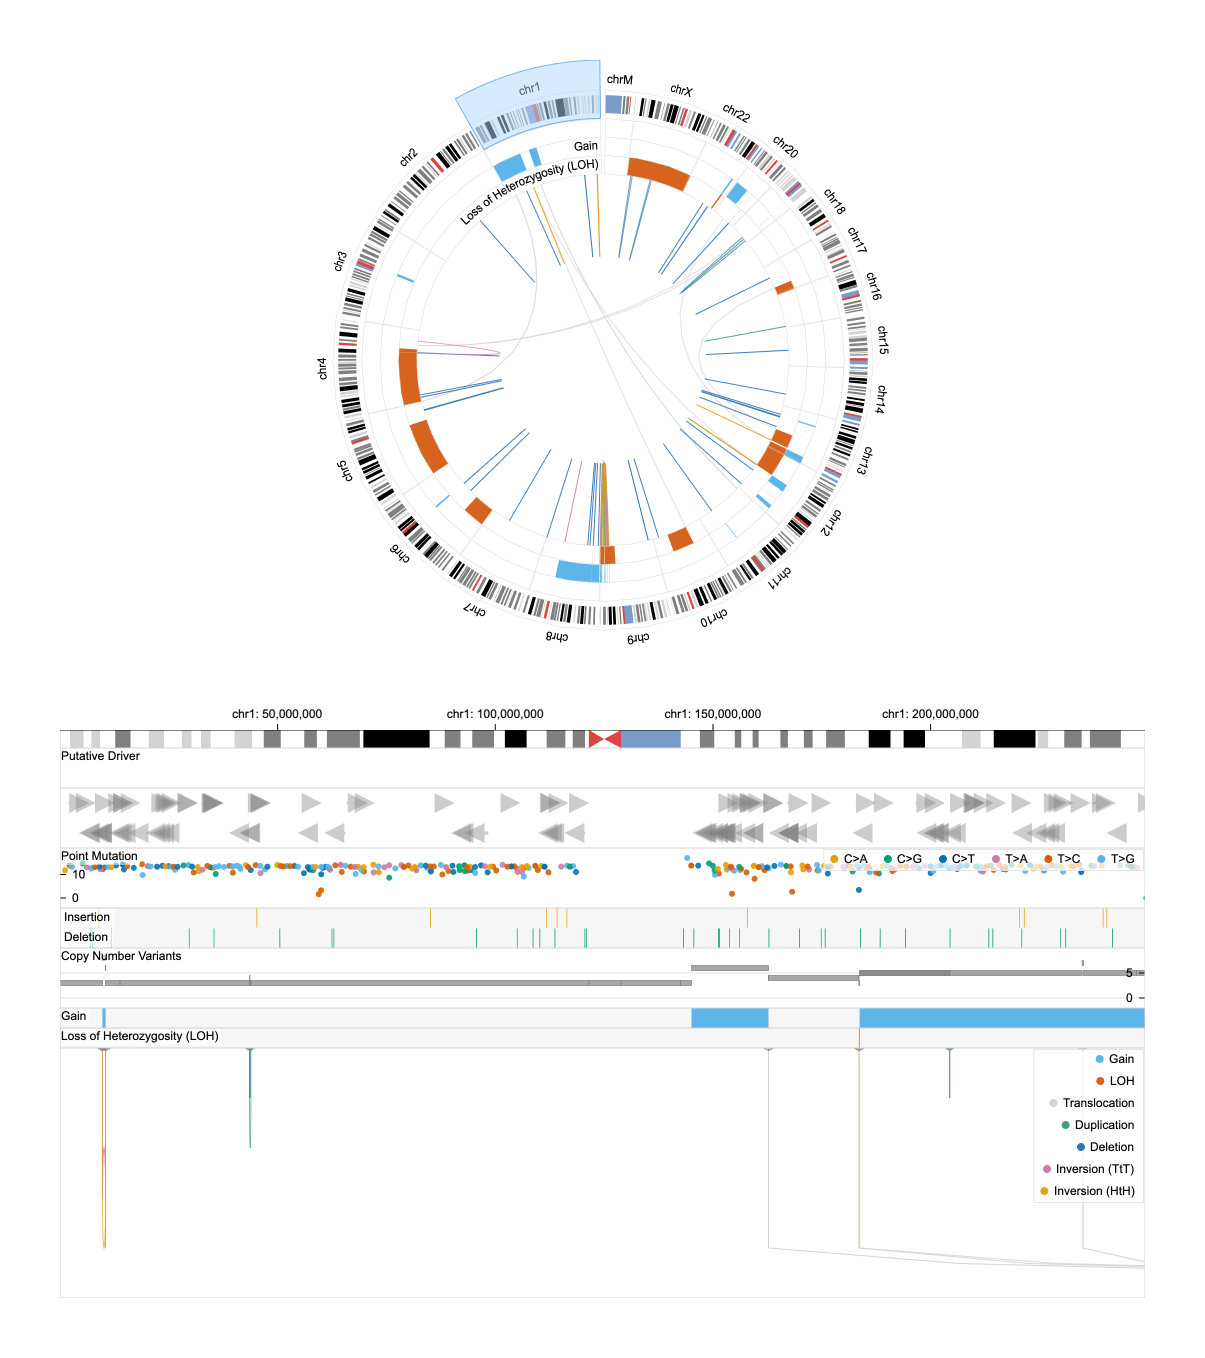 chr1
chrM
chrX
chr22
chr20
chr18
chr17
chr16
chr15
chr14
chr13
chr12
chr11
chr10
chr9
chr8
chr7
chr6
chr5
chr4
chr3
chr2
Gain
Loss of Heterozygosity (LOH)
chr1: 50,000,000 chr1: 100,000,000 chr1: 150,000,000 chr1: 200,000,000
Putative Driver
Point Mutation
C>A C>G C>T T>A T>C T>G
10
0
Insertion
Deletion
Copy Number Variants
5
0
Gain
Loss of Heterozygosity (LOH)
Gain
LOH
Translocation
Duplication
Deletion
Inversion (TtT)
Inversion (HtH)